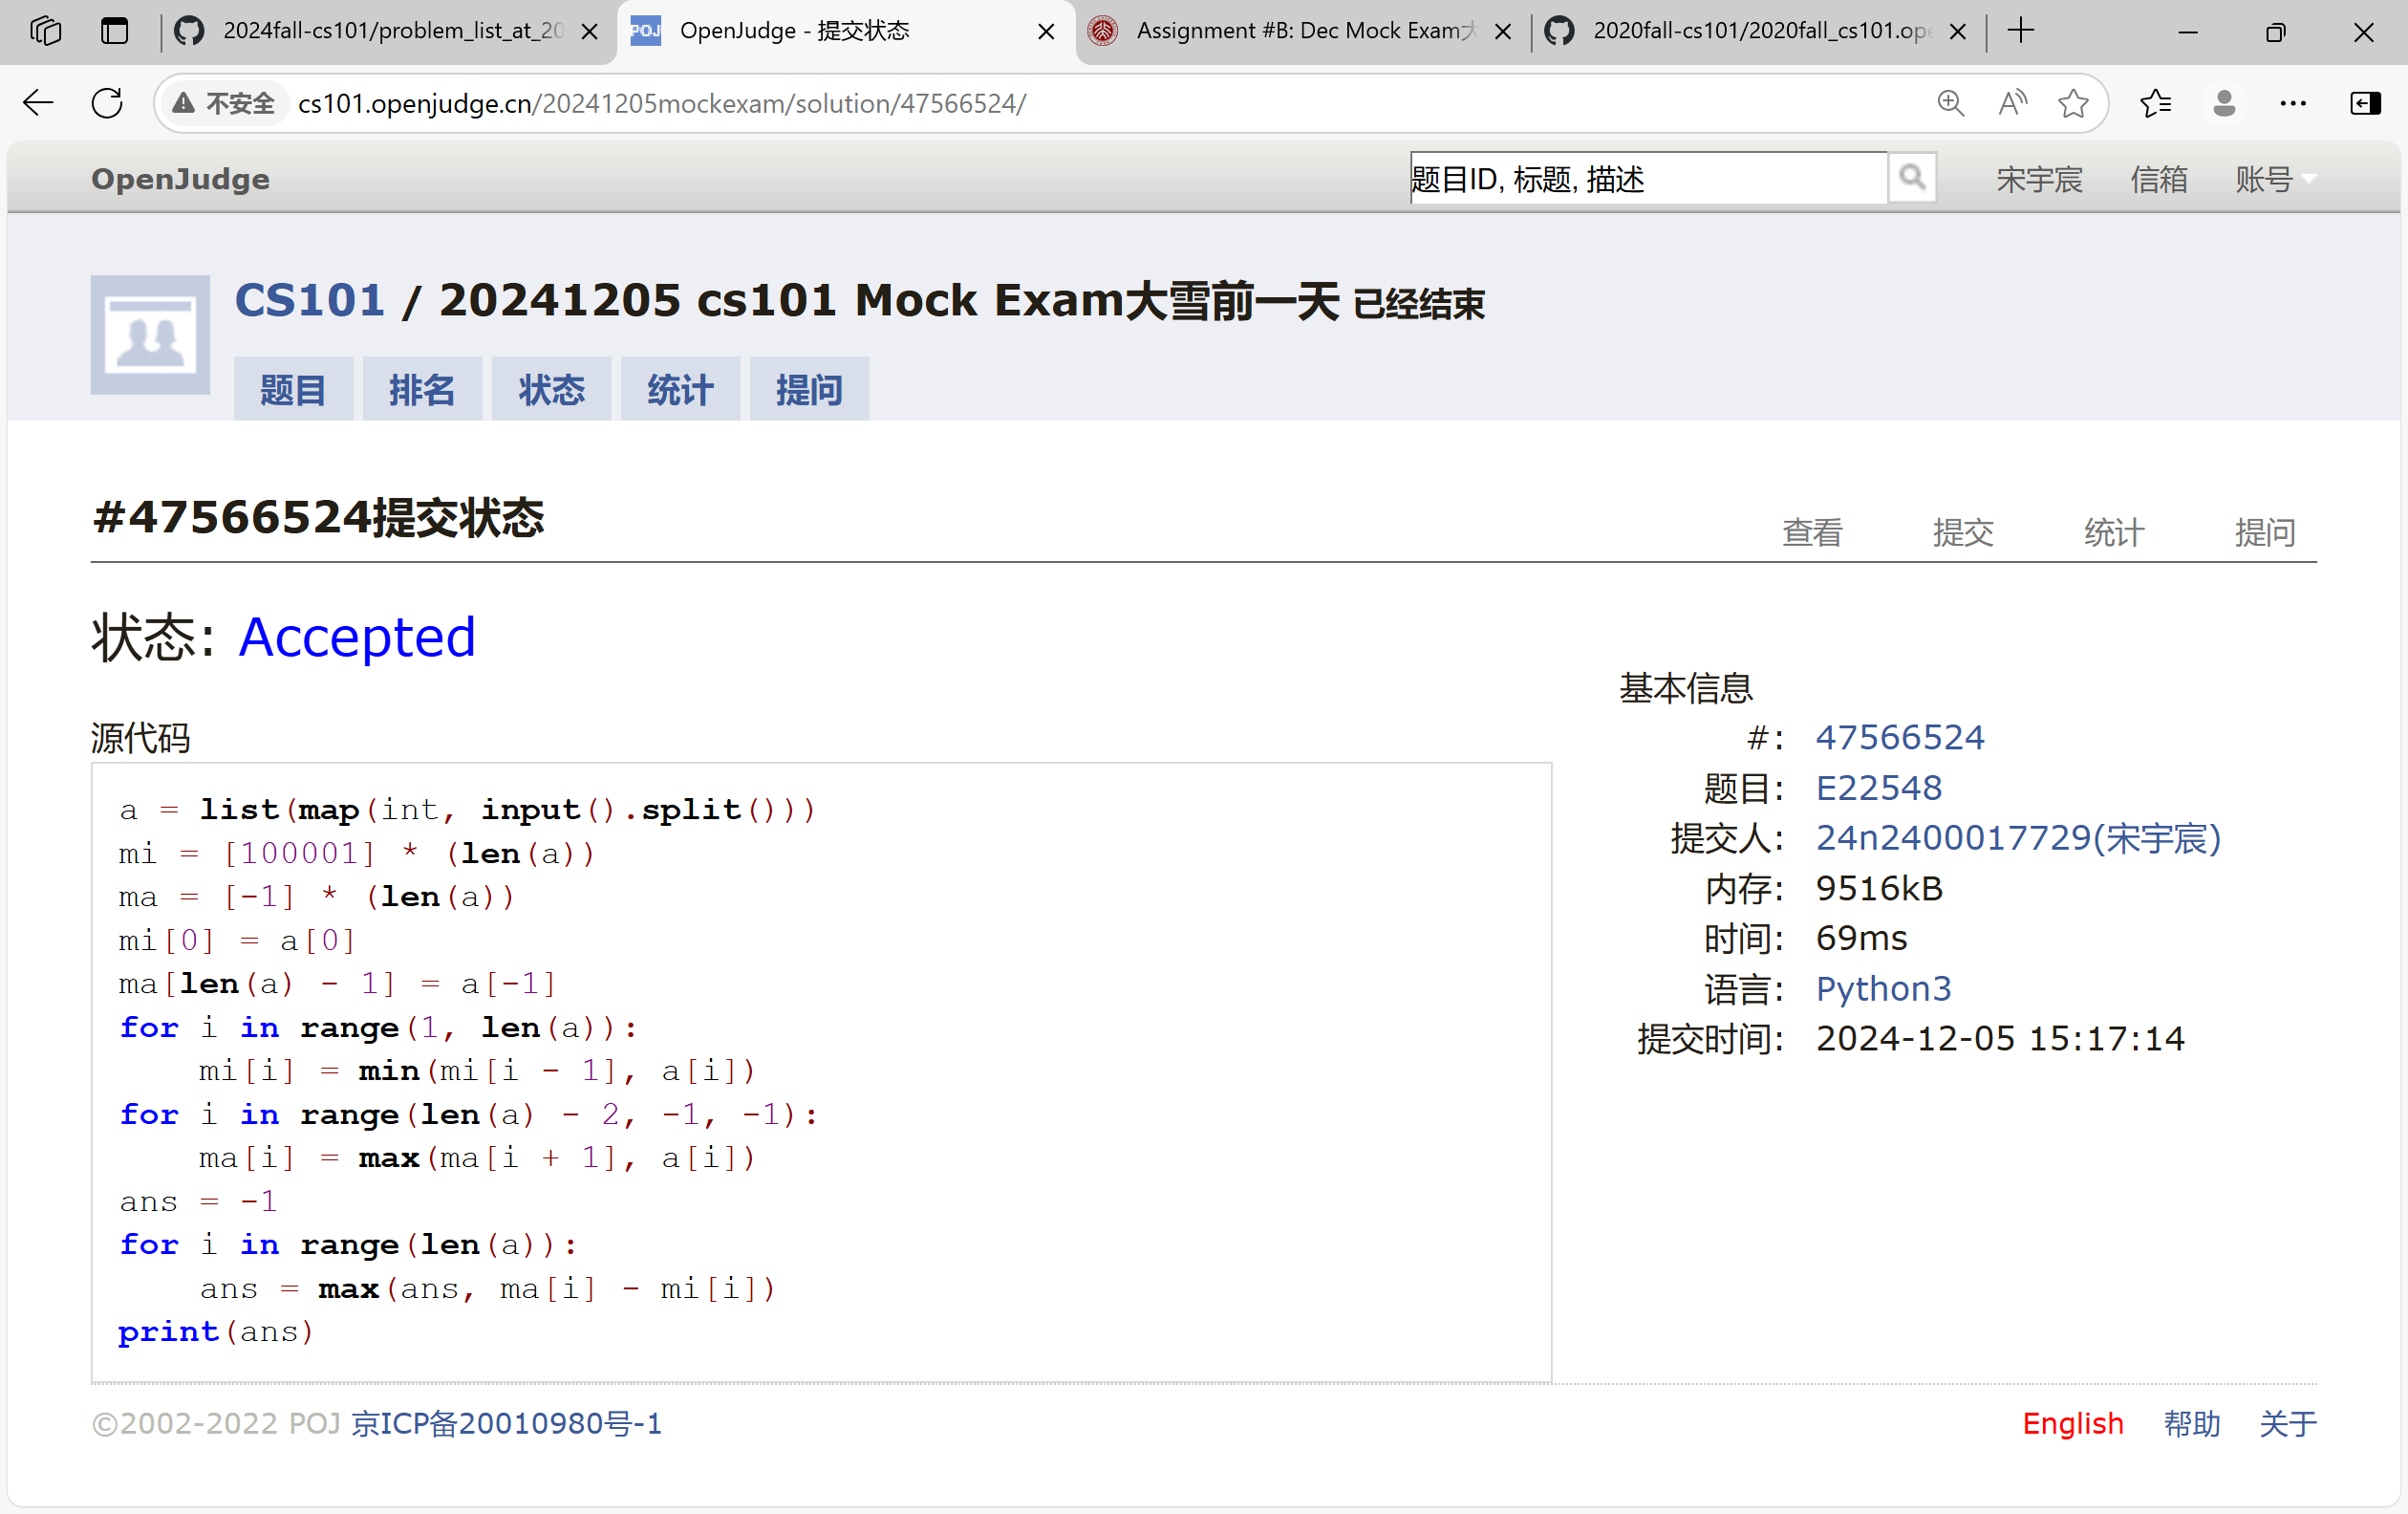 2024fall-cs101/problem_list_at_20
OpenJudge - 提交状态
Assignment #B: Dec Mock Exam大
2020fall-cs101/2020fall_cs101.ope
不安全
cs101.openjudge.cn/20241205mockexam/solution/47566524/
OpenJudge
题目ID, 标题, 描述
宋宇宸
信箱
账号
CS101 / 20241205 cs101 Mock Exam大雪前一天 已经结束
题目
排名
状态
统计
提问
#47566524提交状态
查看
提交
统计
提问
状态: Accepted
源代码
a = list(map(int, input().split()))
mi = [100001] * (len(a))
ma = [-1] * (len(a))
mi[0] = a[0]
ma[len(a) - 1] = a[-1]
for i in range(1, len(a)):
    mi[i] = min(mi[i - 1], a[i])
for i in range(len(a) - 2, -1, -1):
    ma[i] = max(ma[i + 1], a[i])
ans = -1
for i in range(len(a)):
    ans = max(ans, ma[i] - mi[i])
print(ans)
基本信息
#: 47566524
题目: E22548
提交人: 24n2400017729(宋宇宸)
内存: 9516kB
时间: 69ms
语言: Python3
提交时间: 2024-12-05 15:17:14
©2002-2022 POJ 京ICP备20010980号-1
English
帮助
关于